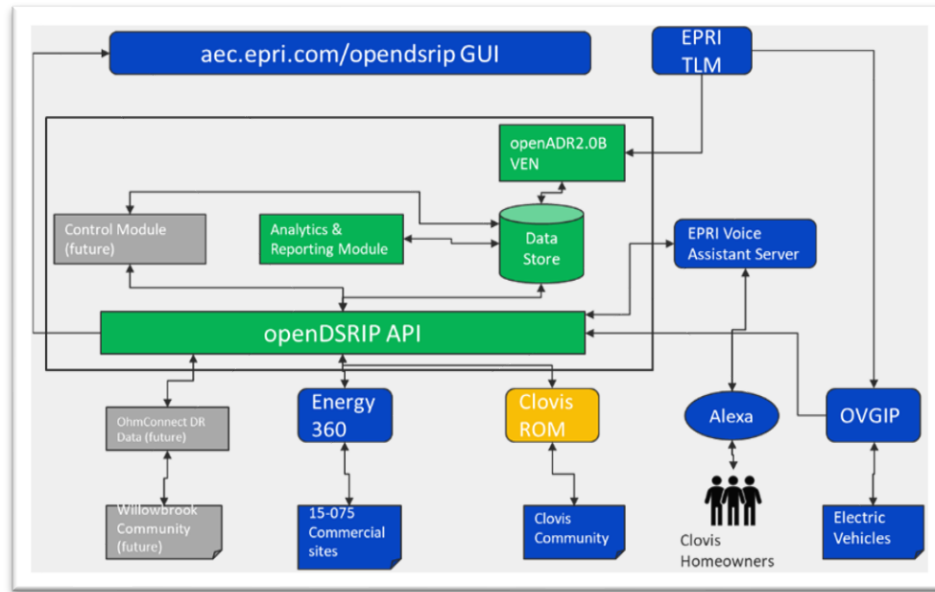 aec.epri.com/opendsrip GUI
EPRI
TLM
openADR2.0B
VEN
Control Module
(future)
Analytics &
Reporting Module
Data
Store
EPRI Voice
Assistant Server
openDSRIP API
OhmConnect DR
Data (future)
Energy
360
Clovis
ROM
Alexa
OVGIP
Willowbrook
Community
(future)
15-075
Commercial
sites
Clovis
Community
Clovis
Homeowners
Electric
Vehicles